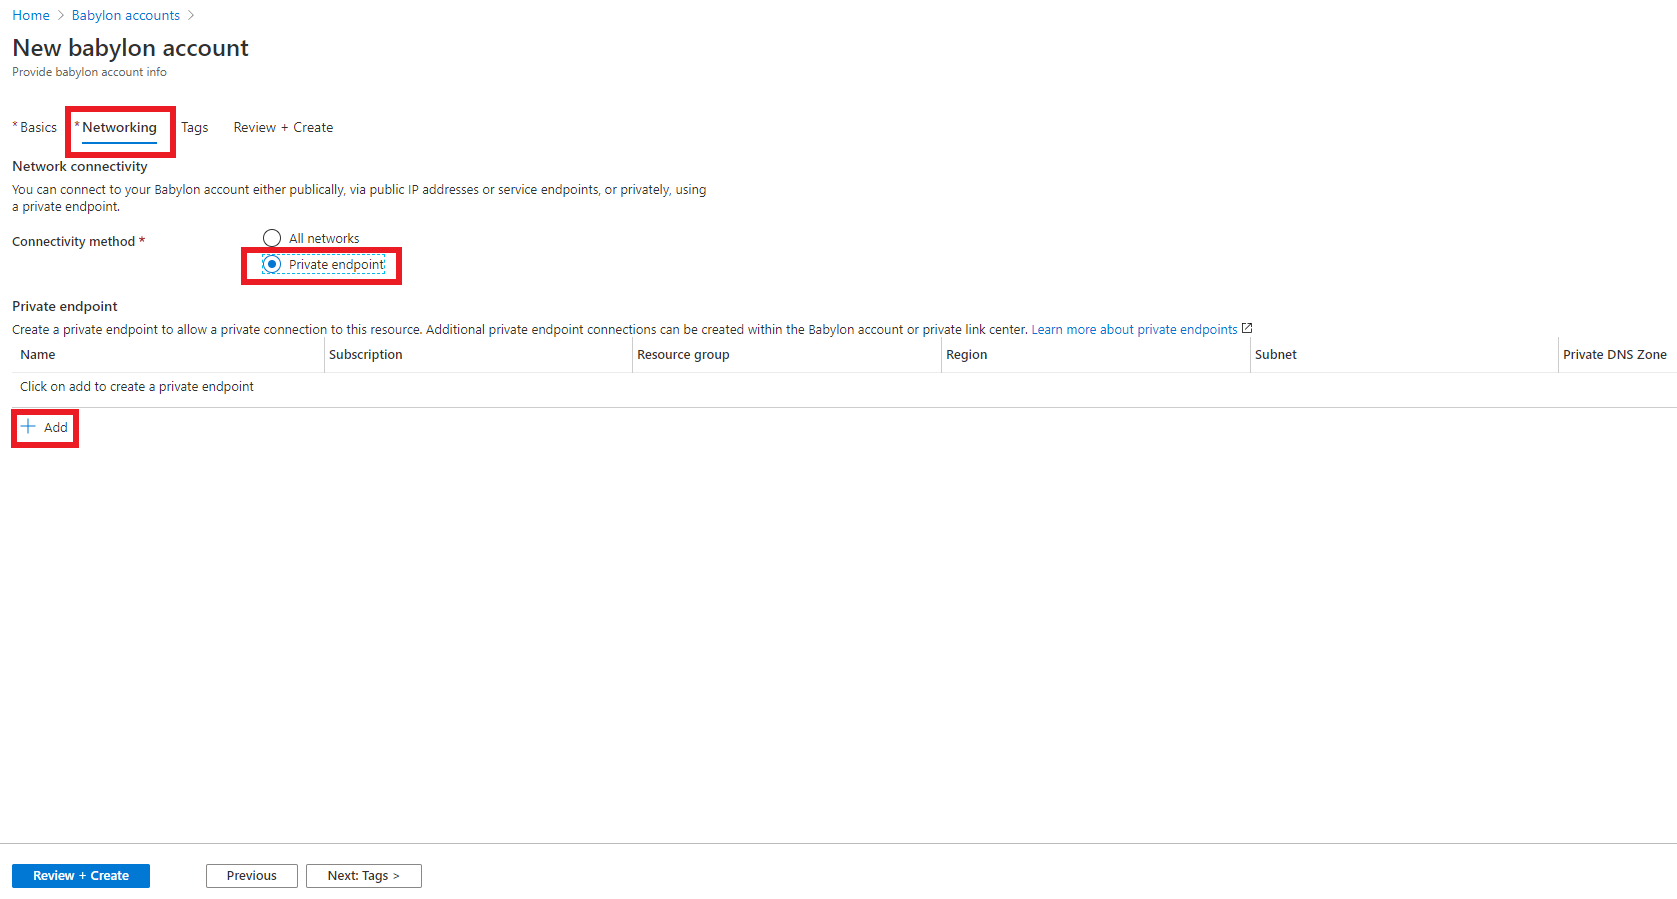 Home > Babylon accounts >
New babylon account
Provide babylon account info
* Basics * Networking Tags Review + Create
Network connectivity
You can connect to your Babylon account either publically, via public IP addresses or service endpoints, or privately, using
a private endpoint.
Connectivity method *
All networks
Private endpoint
Private endpoint
Create a private endpoint to allow a private connection to this resource. Additional private endpoint connections can be created within the Babylon account or private link center. Learn more about private endpoints
Name Subscription Resource group Region Subnet Private DNS Zone
Click on add to create a private endpoint
+ Add
Review + Create Previous Next: Tags >